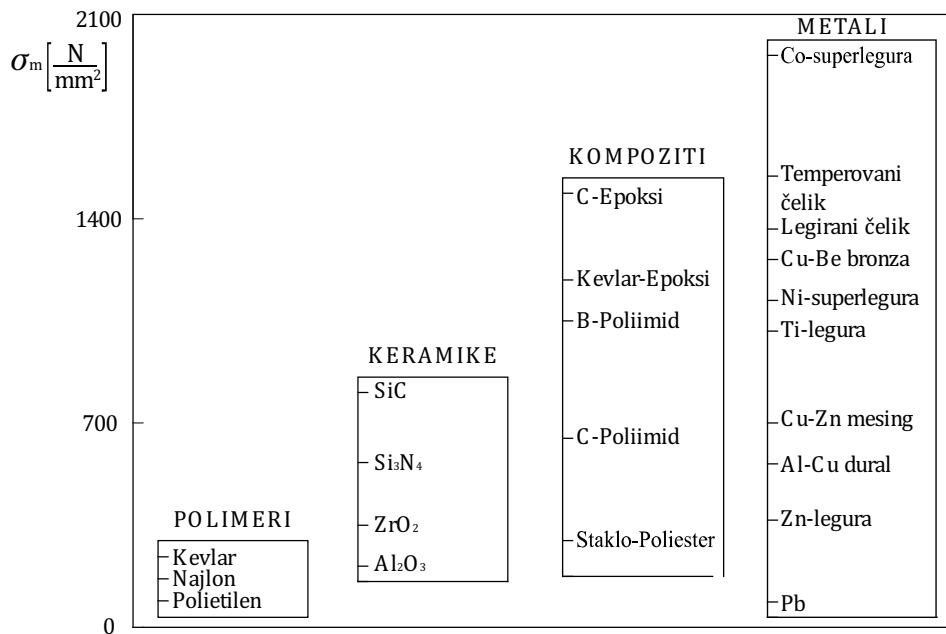 2100
σm [N/mm²]
1400
700
0
POLIMERI
Kevlar
Najlon
Polietilen
KERAMIKE
SiC
Si₃N₄
ZrO₂
Al₂O₃
KOMPOZITI
C-Epoksi
Kevlar-Epoksi
B-Poliimid
C-Poliimid
Staklo-Poliester
METALI
Co-superlegura
Temperovani
čelik
Legirani čelik
Cu-Be bronza
Ni-superlegura
Ti-legura
Cu-Zn mesing
Al-Cu dural
Zn-legura
Pb